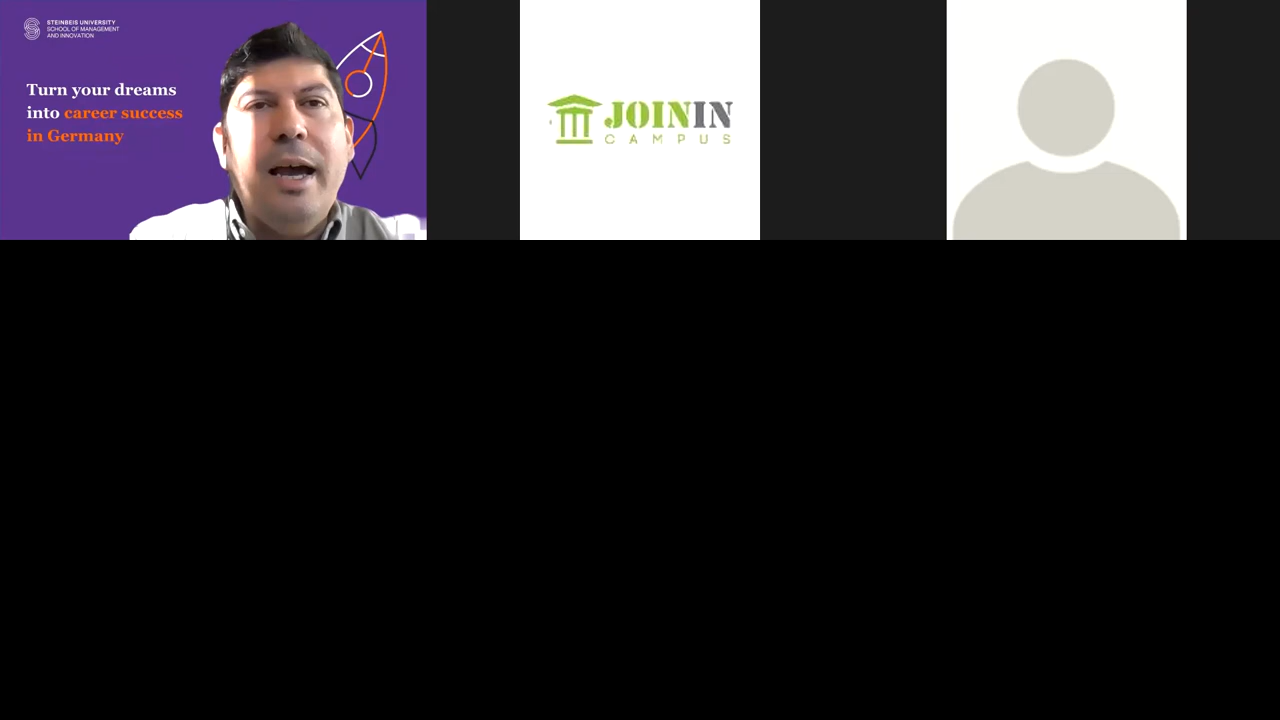 STEINBEIS UNIVERSITY
SCHOOL OF MANAGEMENT
AND INNOVATION
Turn your dreams
into career success
in Germany
JOININ
CAMPUS